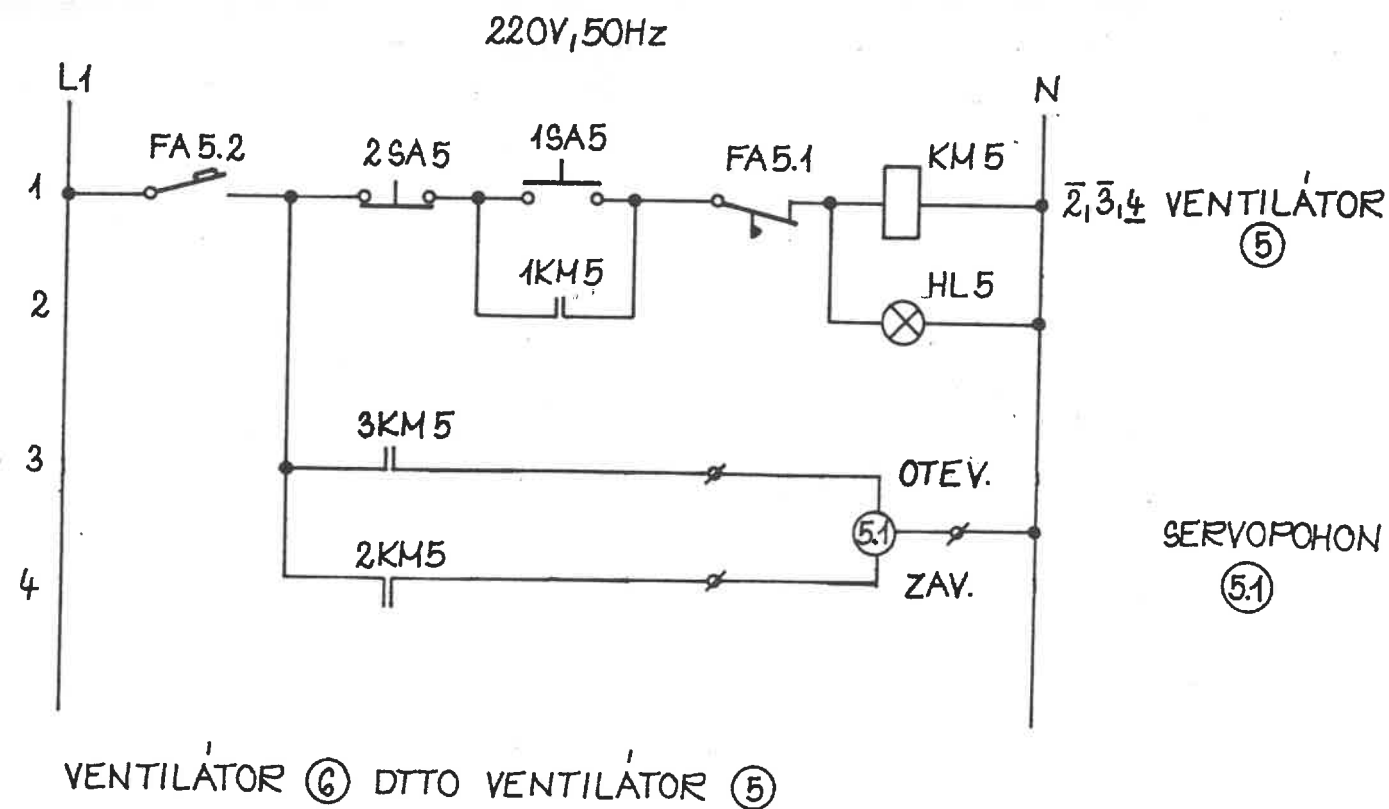 220V,50Hz
L1
N
FA5.2
2SA5
1SA5
FA5.1
KM5
1
2̅,3̅,4̲ VENTILÁTOR
5
1KM5
HL5
2
3KM5
3
OTEV.
5.1
SERVOPOHON
2KM5
4
ZAV.
5.1
VENTILÁTOR 6 DTTO VENTILÁTOR 5